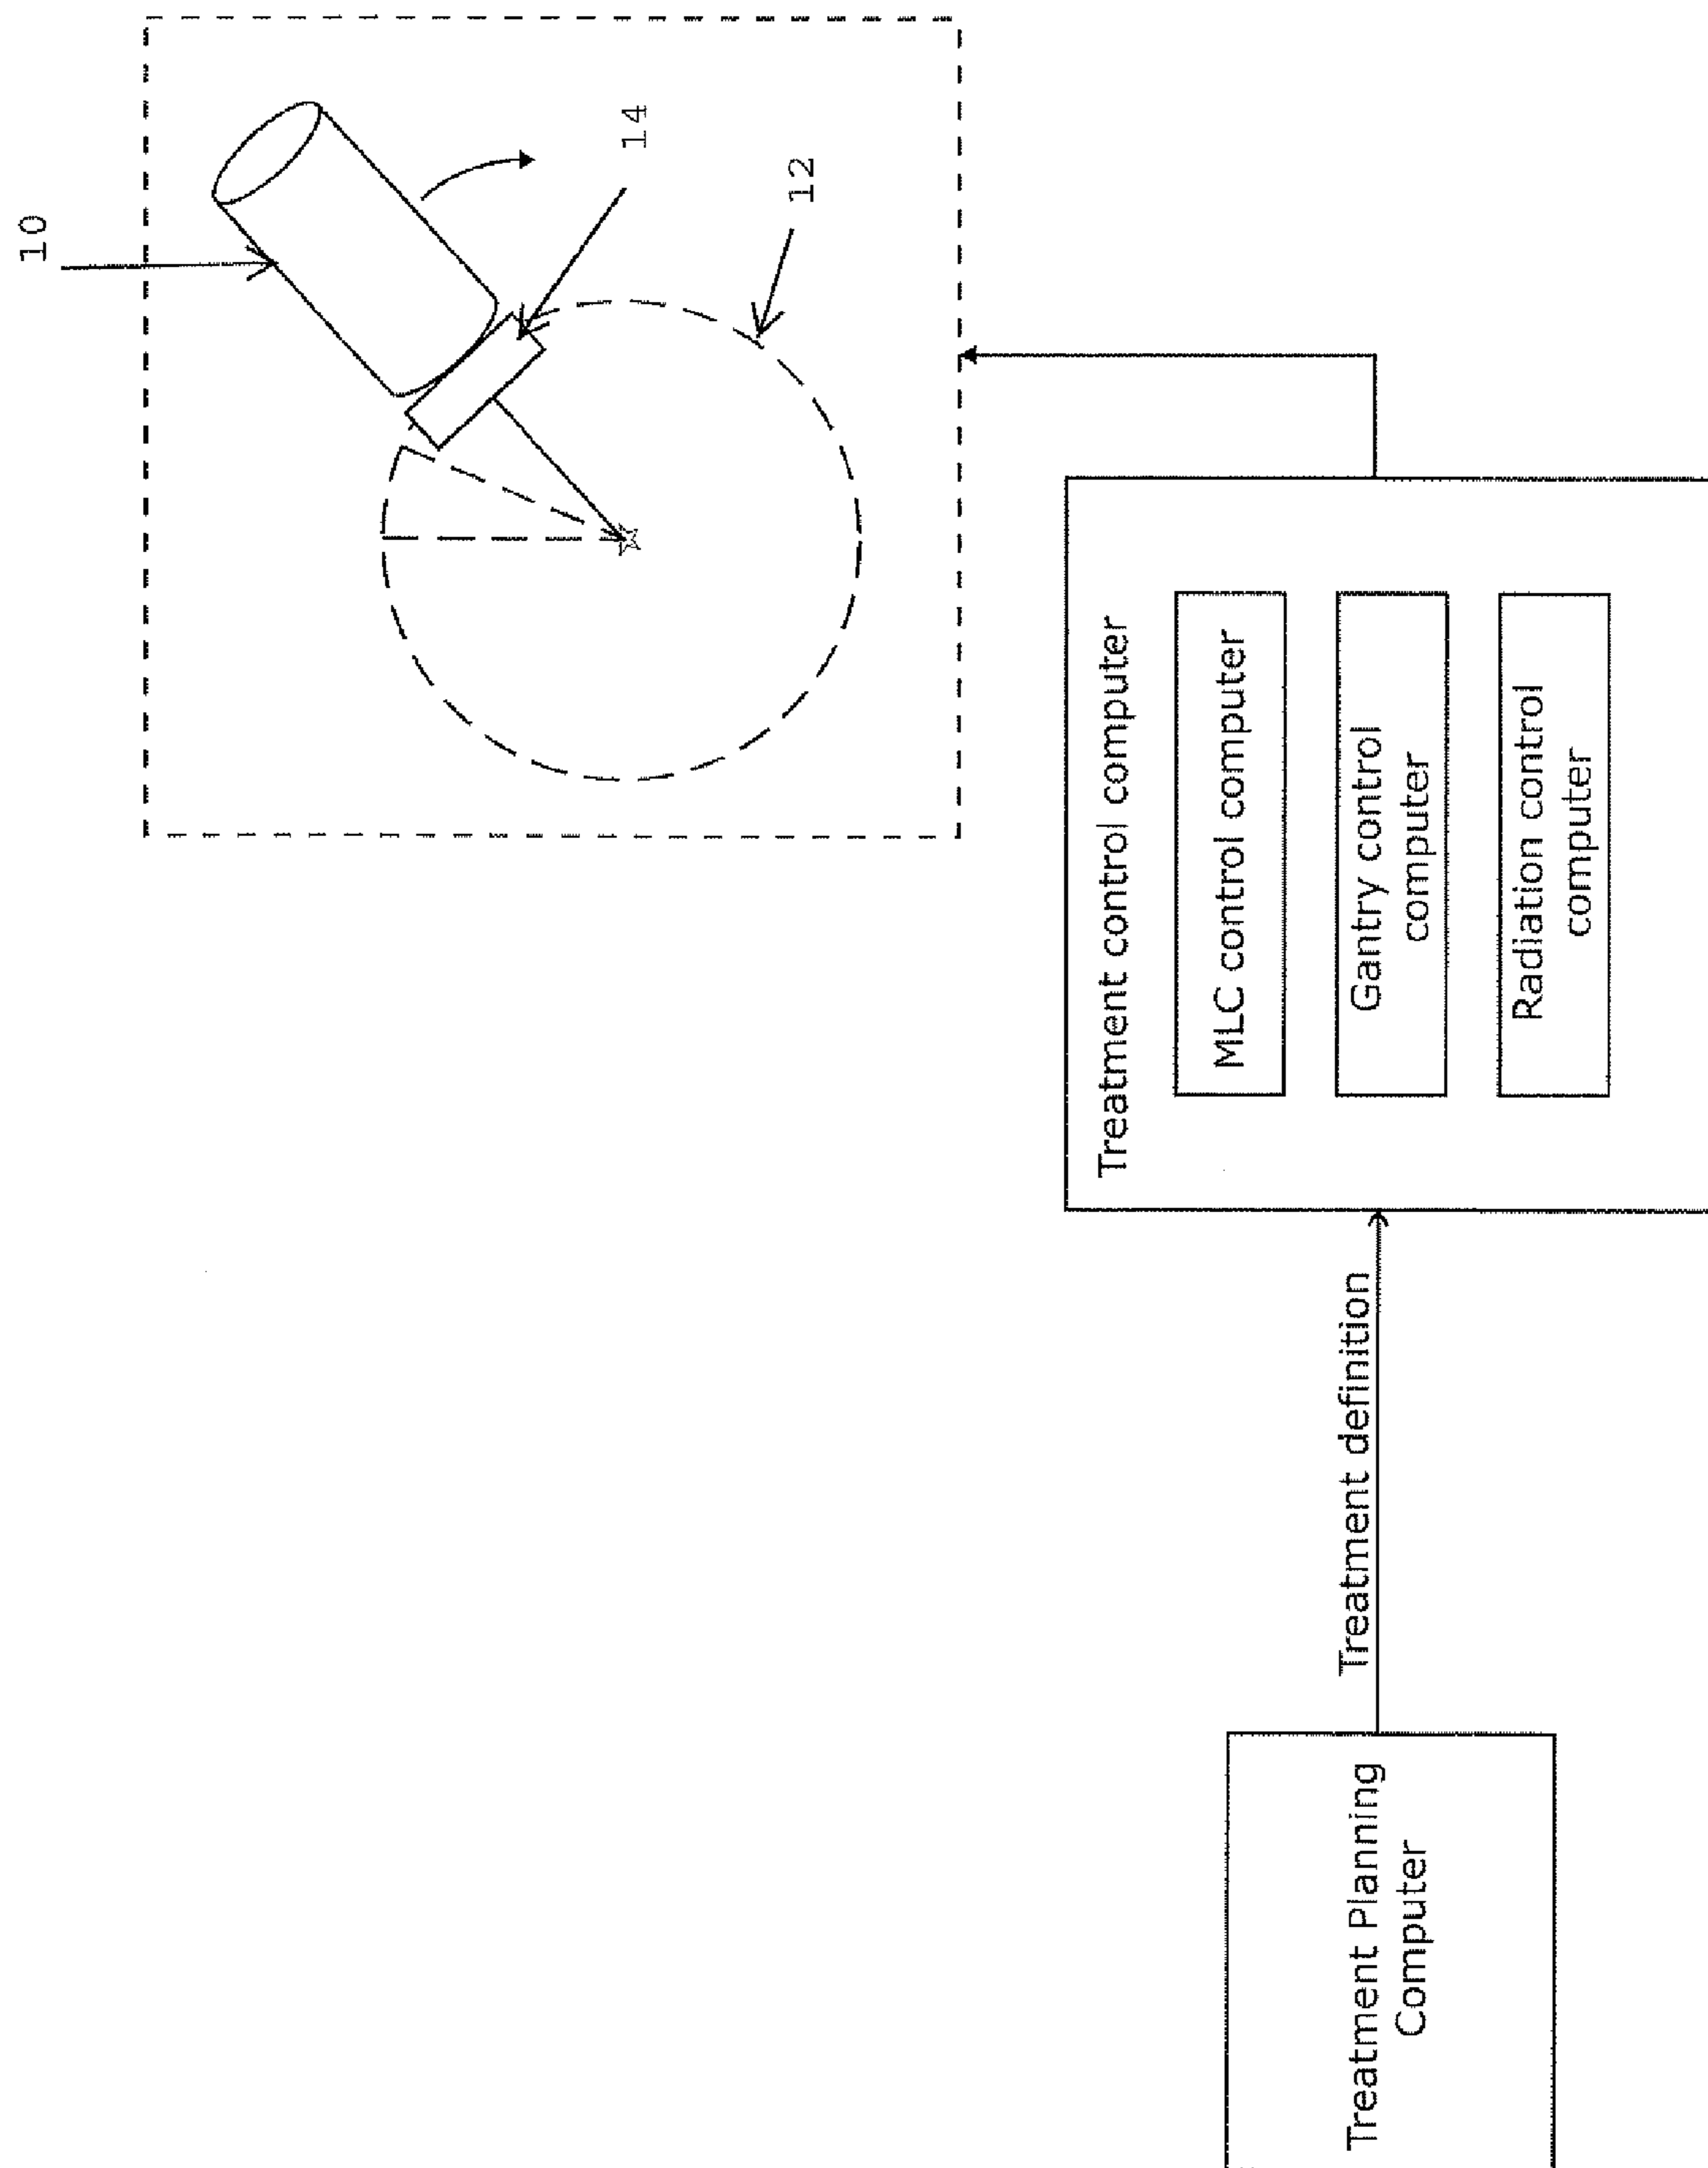 10
14
12
Treatment control computer
MLC control computer
Gantry control
computer
Radiation control
computer
Treatment definition
Treatment Planning
Computer